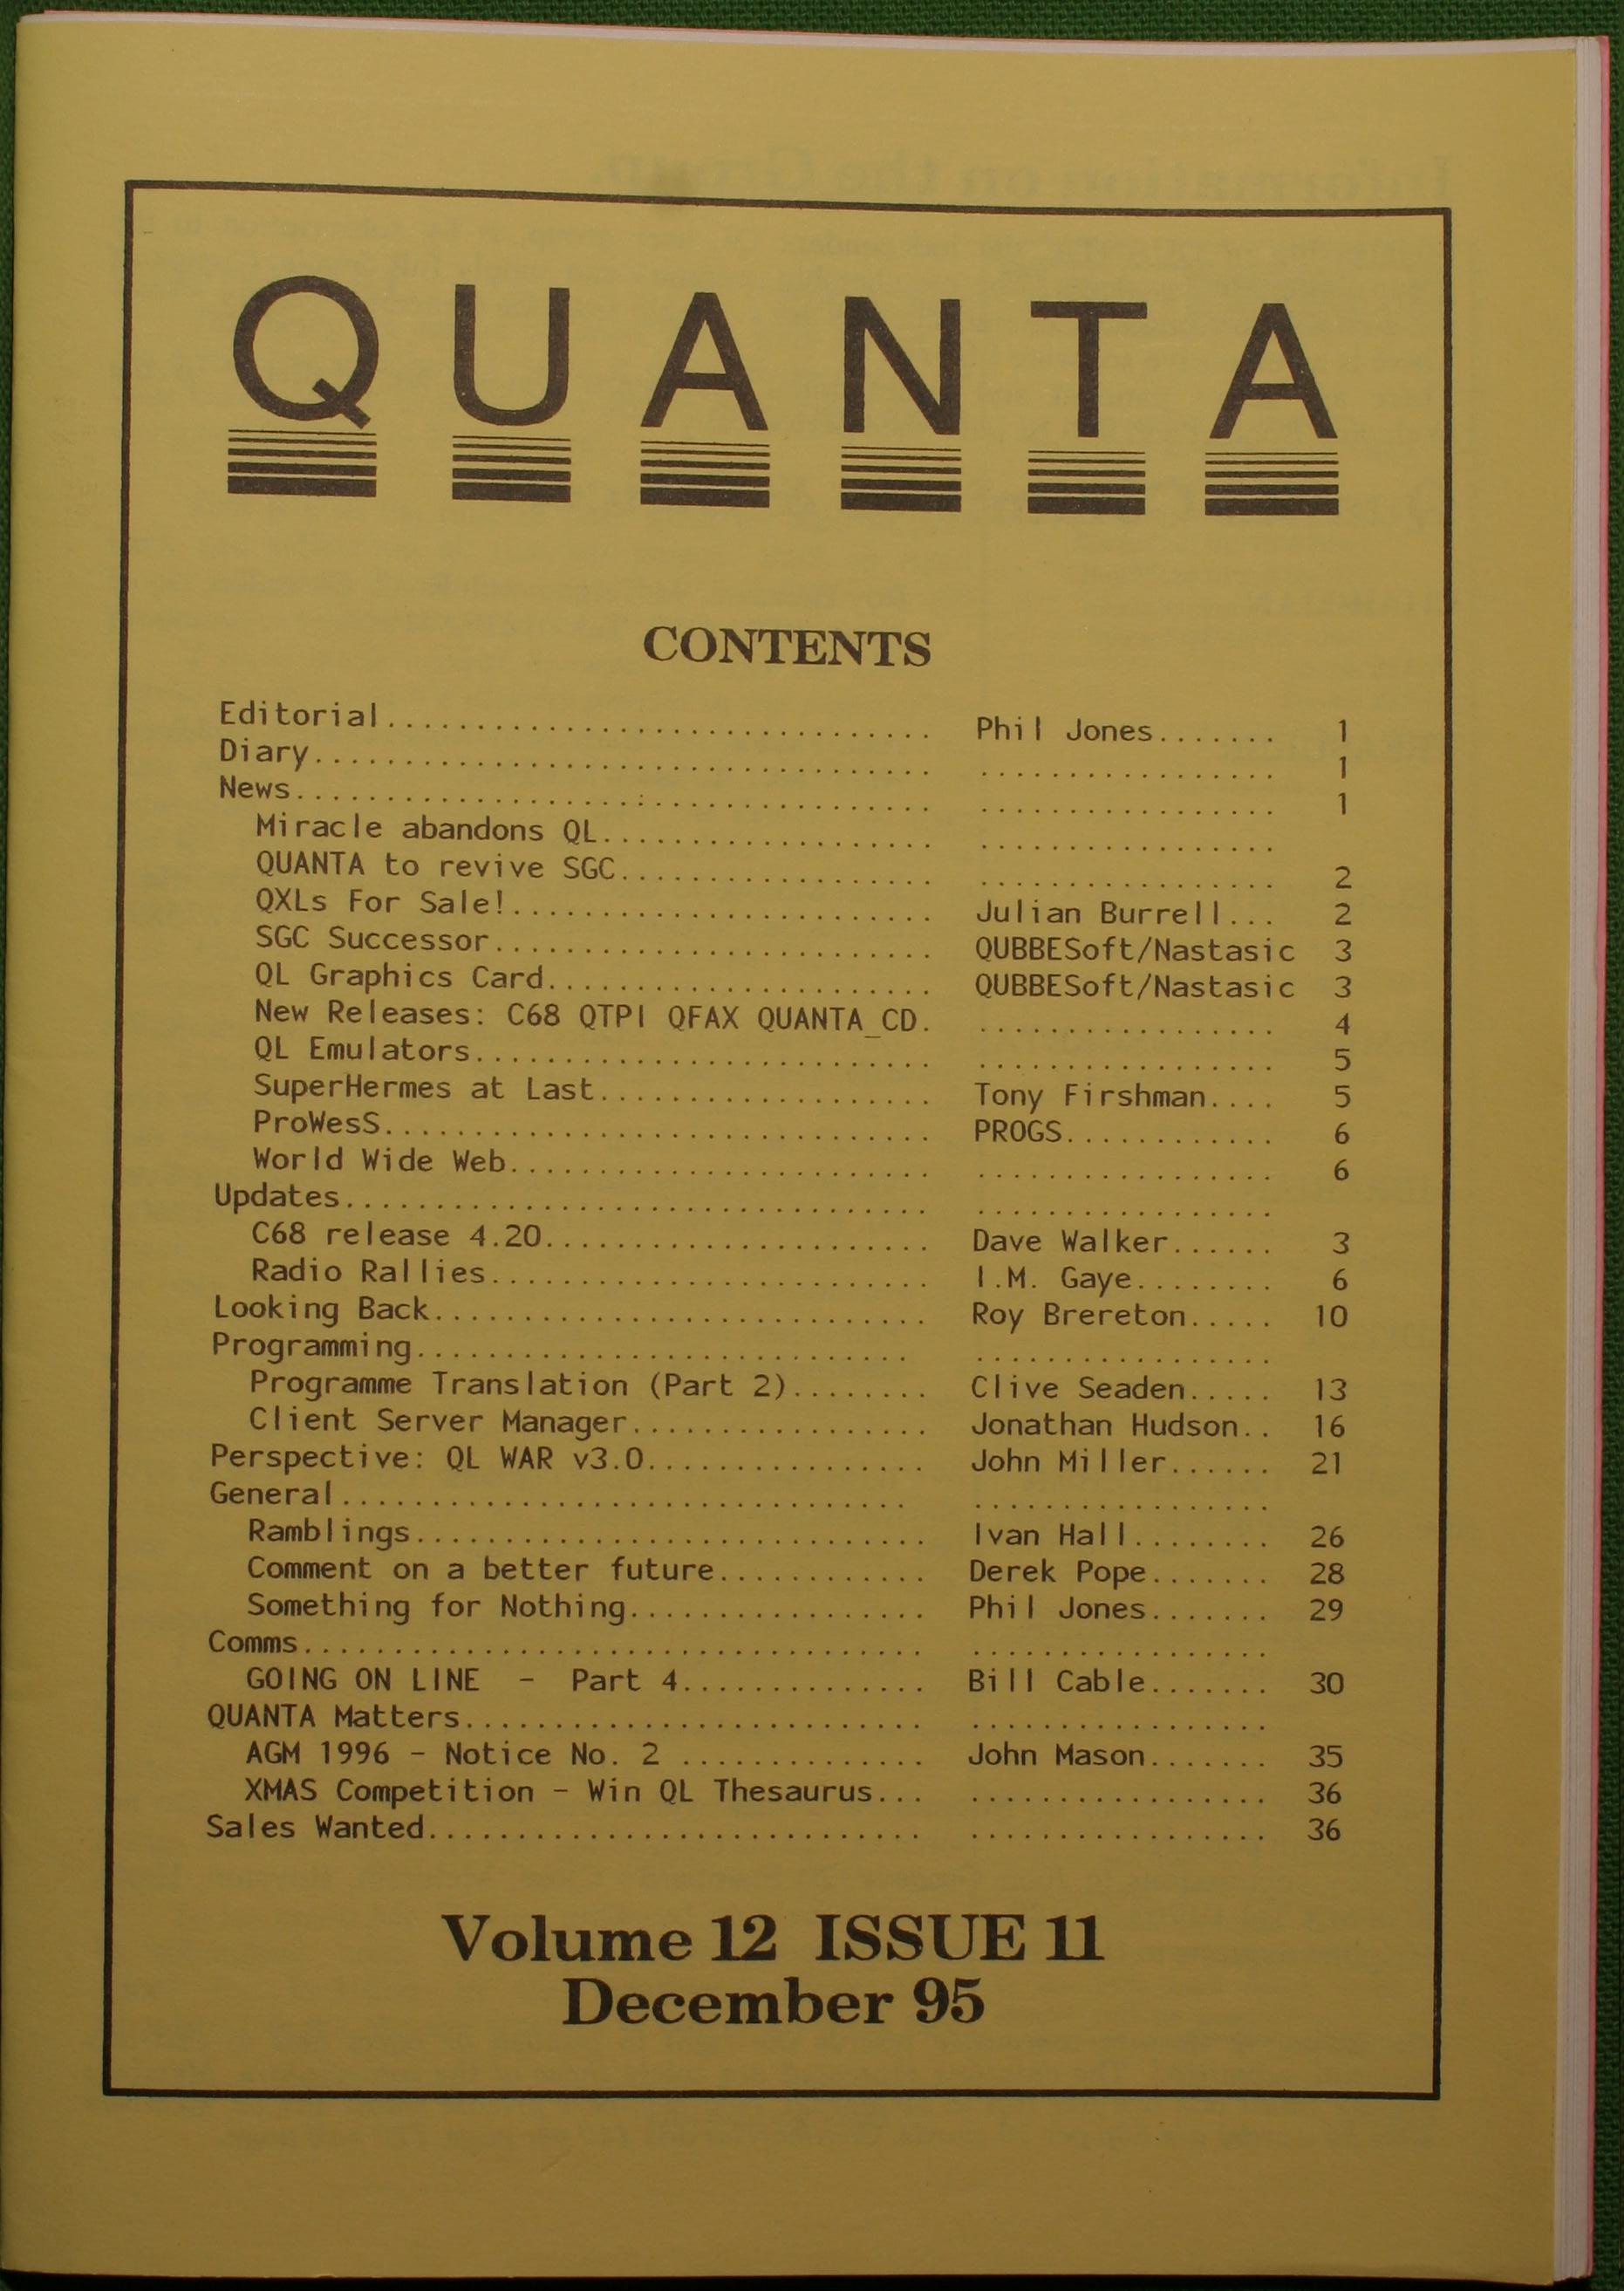 QUANTA
CONTENTS
Editorial.............................. Phil Jones....... 1
Diary.................................. ................. 1
News................................... ................. 1
Miracle abandons QL................... .................
QUANTA to revive SGC.................. ................. 2
QXLs For Sale!........................ Julian Burrell... 2
SGC Successor......................... QUBBESoft/Nastasic 3
QL Graphics Card...................... QUBBESoft/Nastasic 3
New Releases: C68 QTPI QFAX QUANTA_CD. ................. 4
QL Emulators.......................... ................. 5
SuperHermes at Last................... Tony Firshman.... 5
ProWesS............................... PROGS............ 6
World Wide Web........................ ................. 6
Updates................................ .................
C68 release 4.20...................... Dave Walker...... 3
Radio Rallies......................... I.M. Gaye........ 6
Looking Back........................... Roy Brereton..... 10
Programming............................ .................
Programme Translation (Part 2)........ Clive Seaden..... 13
Client Server Manager................. Jonathan Hudson.. 16
Perspective: QL WAR v3.0............... John Miller...... 21
General................................ .................
Ramblings............................. Ivan Hall........ 26
Comment on a better future............ Derek Pope....... 28
Something for Nothing................. Phil Jones....... 29
Comms.................................. .................
GOING ON LINE - Part 4.............. Bill Cable....... 30
QUANTA Matters......................... .................
AGM 1996 - Notice No. 2 .............. John Mason....... 35
XMAS Competition - Win QL Thesaurus... ................. 36
Sales Wanted........................... ................. 36
Volume 12 ISSUE 11
December 95